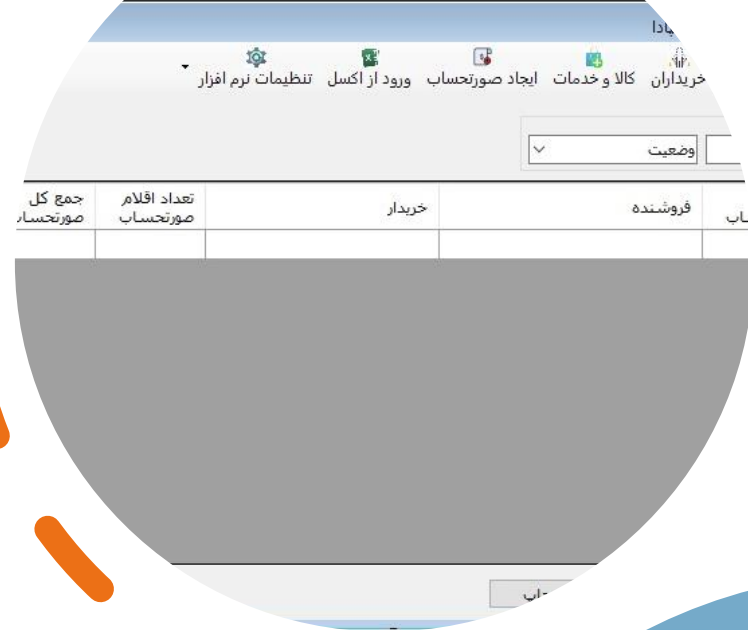 خریداران کالا و خدمات ایجاد صورتحساب ورود از اکسل تنظیمات نرم افزار
وضعیت
فروشنده خریدار تعداد اقلام صورتحساب جمع کل